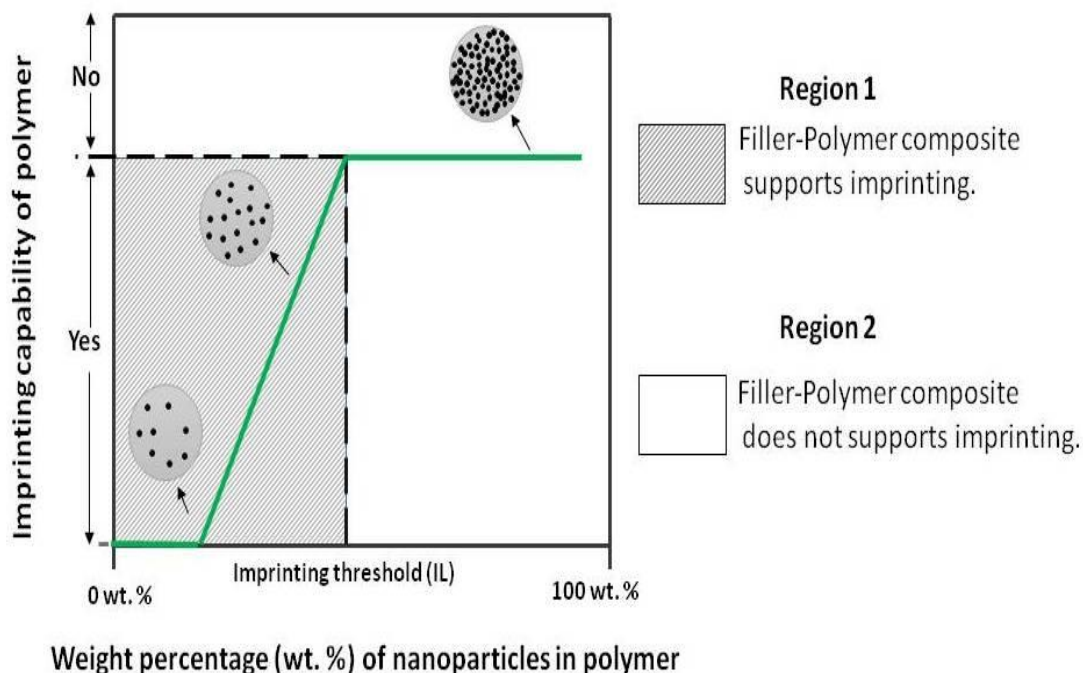 Imprinting capability of polymer
No
Yes
Region 1
Filler-Polymer composite
supports imprinting.
Region 2
Filler-Polymer composite
does not supports imprinting.
Imprinting threshold (IL)
0 wt. %
100 wt. %
Weight percentage (wt. %) of nanoparticles in polymer